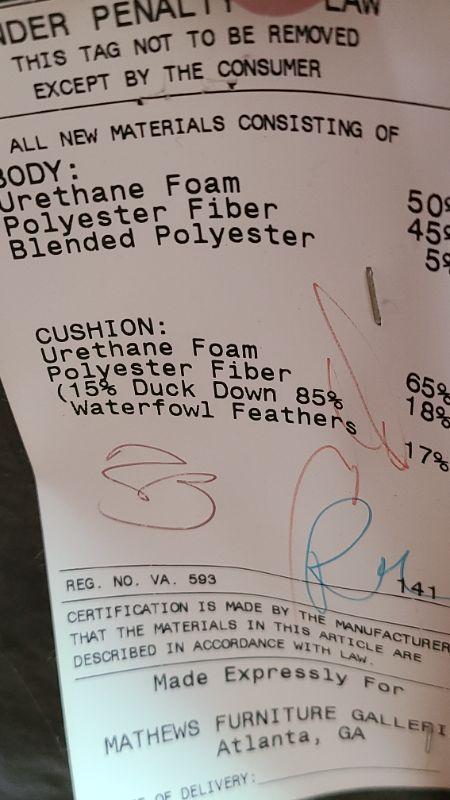 UNDER PENALTY LAW
THIS TAG NOT TO BE REMOVED
EXCEPT BY THE CONSUMER
ALL NEW MATERIALS CONSISTING OF
BODY:
Urethane Foam 50%
Polyester Fiber 45%
Blended Polyester 5%
CUSHION:
Urethane Foam 65%
Polyester Fiber 18%
(15% Duck Down 85%
Waterfowl Feathers 17%
REG. NO. VA. 593 141
CERTIFICATION IS MADE BY THE MANUFACTURER
THAT THE MATERIALS IN THIS ARTICLE ARE
DESCRIBED IN ACCORDANCE WITH LAW.
Made Expressly For
MATHEWS FURNITURE GALLERI
Atlanta, GA
OF DELIVERY: